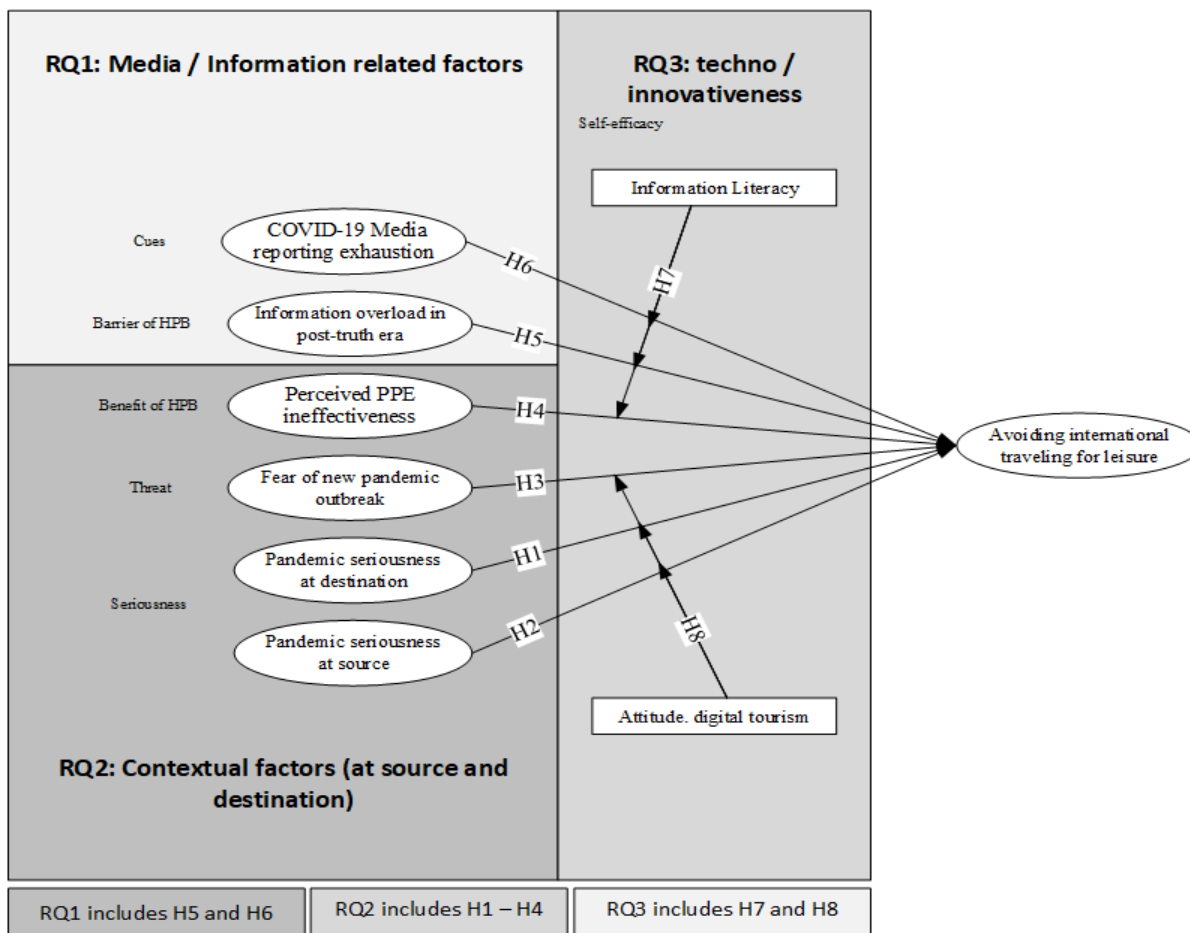 RQ1: Media / Information related factors
RQ3: techno /
innovativeness
Self-efficacy
Information Literacy
Cues
COVID-19 Media
reporting exhaustion
H6
H7
Barrier of HPB
Information overload in
post-truth era
H5
Benefit of HPB
Perceived PPE
ineffectiveness
H4
Avoiding international
traveling for leisure
Threat
Fear of new pandemic
outbreak
H3
Pandemic seriousness
at destination
H1
Seriousness
Pandemic seriousness
at source
H2
H8
Attitude. digital tourism
RQ2: Contextual factors (at source and
destination)
RQ1 includes H5 and H6
RQ2 includes H1 – H4
RQ3 includes H7 and H8